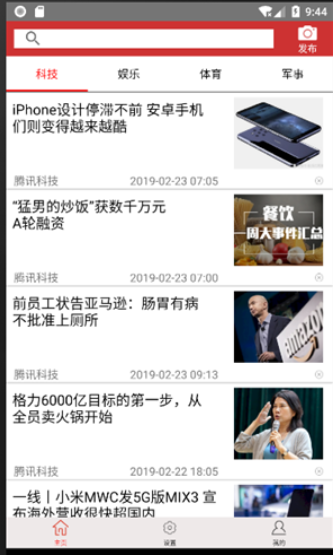 9:44
发布
科技 娱乐 体育 军事
iPhone设计停滞不前 安卓手机
们则变得越来越酷
腾讯科技 2019-02-23 07:05
“猛男的炒饭”获数千万元
A轮融资
餐饮
一周大事件汇总
腾讯科技 2019-02-23 07:00
前员工状告亚马逊：肠胃有病
不批准上厕所
amazon
腾讯科技 2019-02-23 09:13
格力6000亿目标的第一步，从
全员卖火锅开始
腾讯科技 2019-02-22 18:05
一线丨小米MWC发5G版MIX3 宣
布海外营收很快超国内
首页 设置 我的